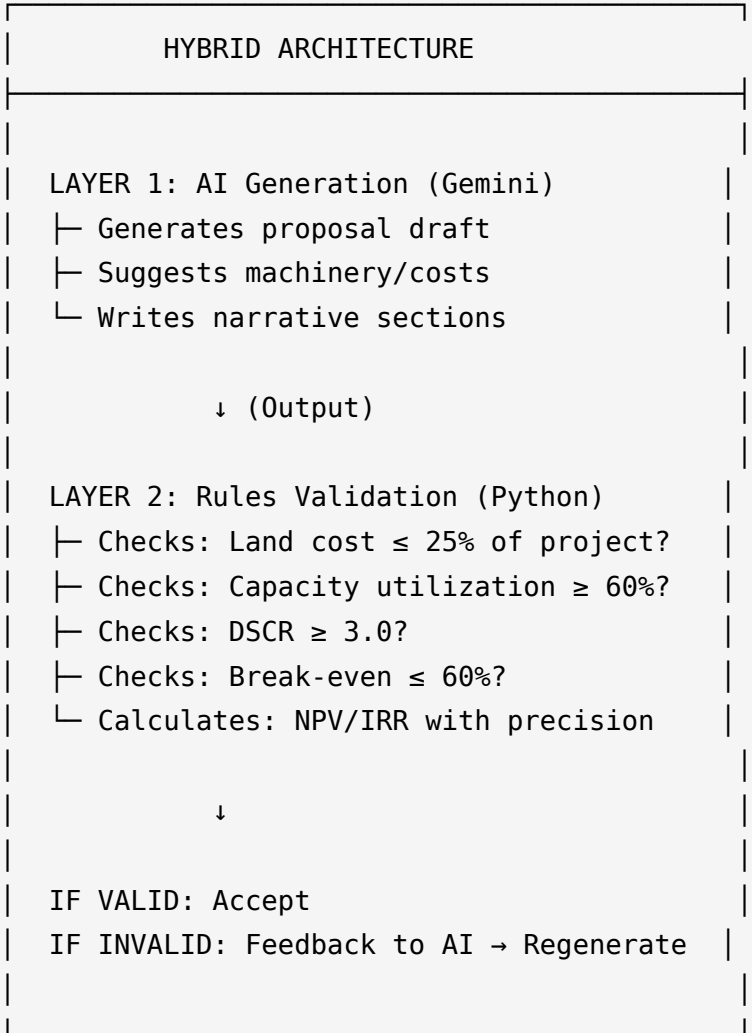 HYBRID ARCHITECTURE
LAYER 1: AI Generation (Gemini)
├─ Generates proposal draft
├─ Suggests machinery/costs
└─ Writes narrative sections
↓ (Output)
LAYER 2: Rules Validation (Python)
├─ Checks: Land cost ≤ 25% of project?
├─ Checks: Capacity utilization ≥ 60%?
├─ Checks: DSCR ≥ 3.0?
├─ Checks: Break-even ≤ 60%?
└─ Calculates: NPV/IRR with precision
↓
IF VALID: Accept
IF INVALID: Feedback to AI → Regenerate